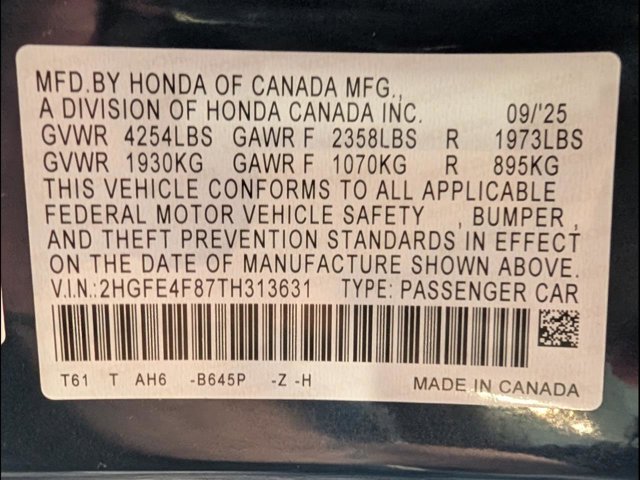 MFD.BY HONDA OF CANADA MFG.,
A DIVISION OF HONDA CANADA INC. 09/'25
GVWR 4254LBS GAWR F 2358LBS R 1973LBS
GVWR 1930KG GAWR F 1070KG R 895KG
THIS VEHICLE CONFORMS TO ALL APPLICABLE
FEDERAL MOTOR VEHICLE SAFETY , BUMPER ,
AND THEFT PREVENTION STANDARDS IN EFFECT
ON THE DATE OF MANUFACTURE SHOWN ABOVE.
V.I.N.:2HGFE4F87TH313631 TYPE: PASSENGER CAR
T61 T AH6 -B645P -Z -H MADE IN CANADA